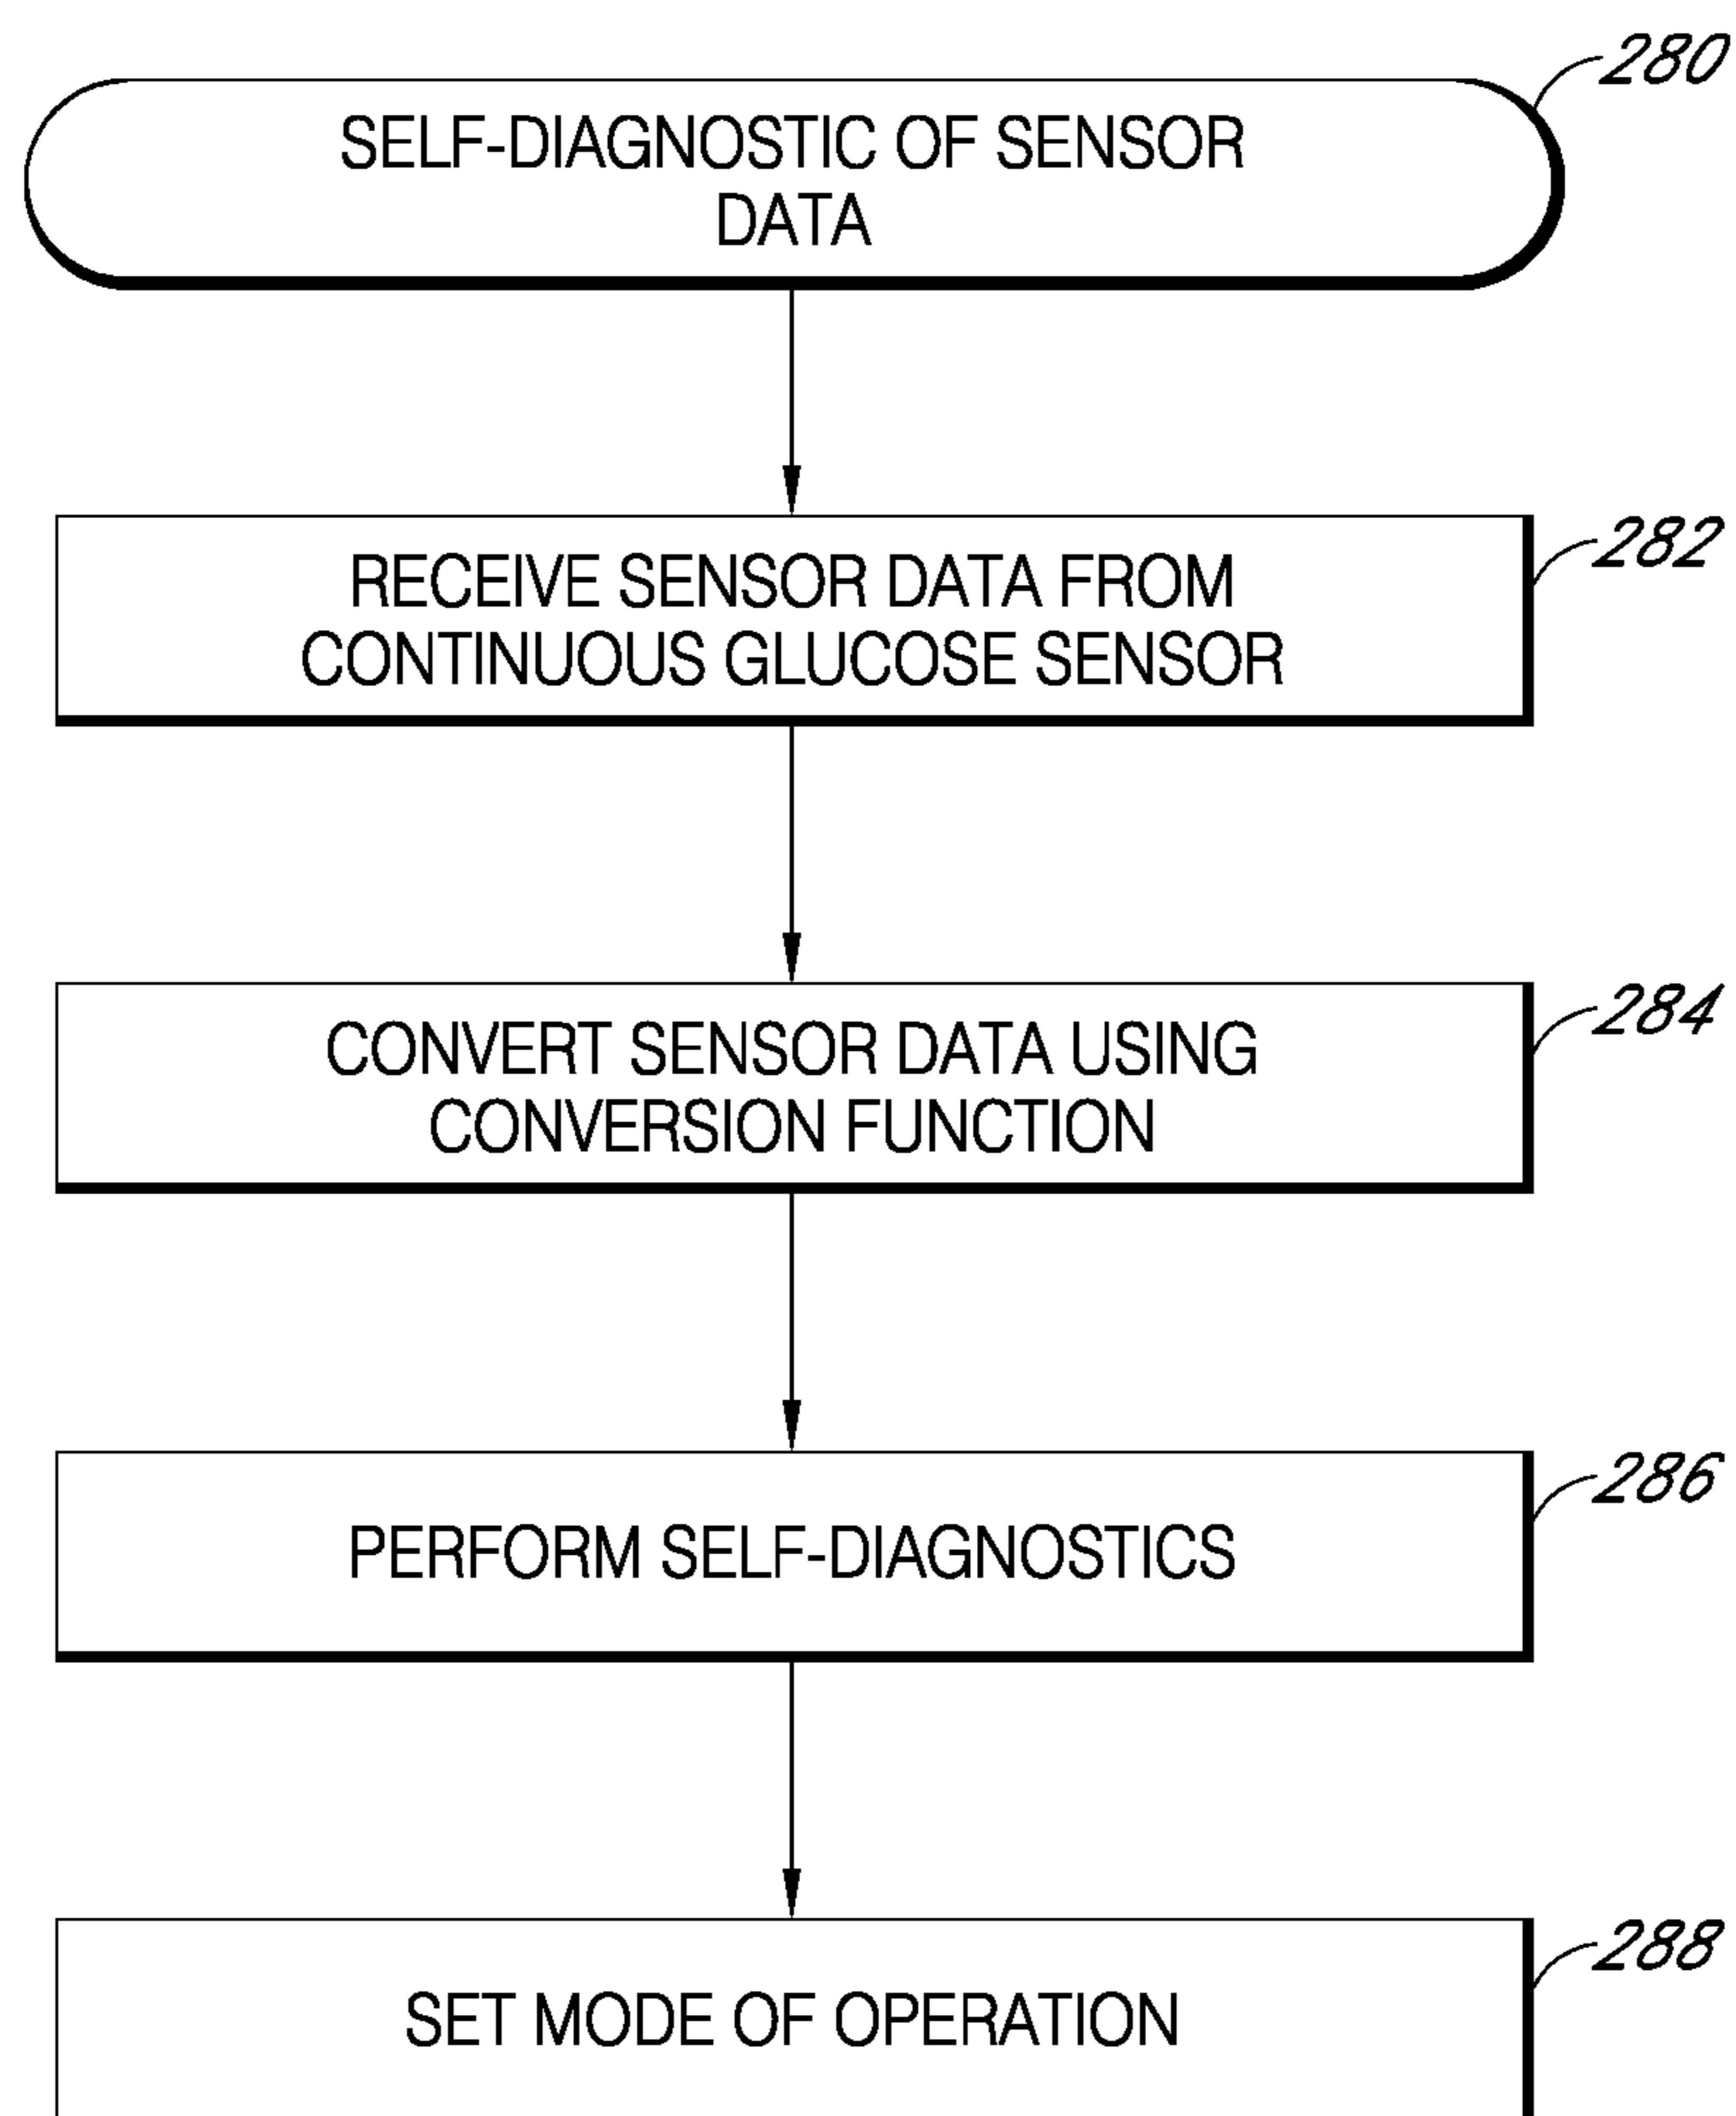 280
SELF-DIAGNOSTIC OF SENSOR
DATA
282
RECEIVE SENSOR DATA FROM
CONTINUOUS GLUCOSE SENSOR
284
CONVERT SENSOR DATA USING
CONVERSION FUNCTION
286
PERFORM SELF-DIAGNOSTICS
288
SET MODE OF OPERATION